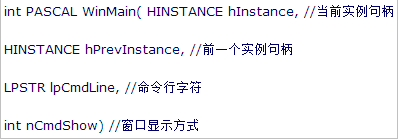 int PASCAL WinMain( HINSTANCE hInstance, //当前实例句柄
HINSTANCE hPrevInstance, //前一个实例句柄
LPSTR lpCmdLine, //命令行字符
int nCmdShow) //窗口显示方式